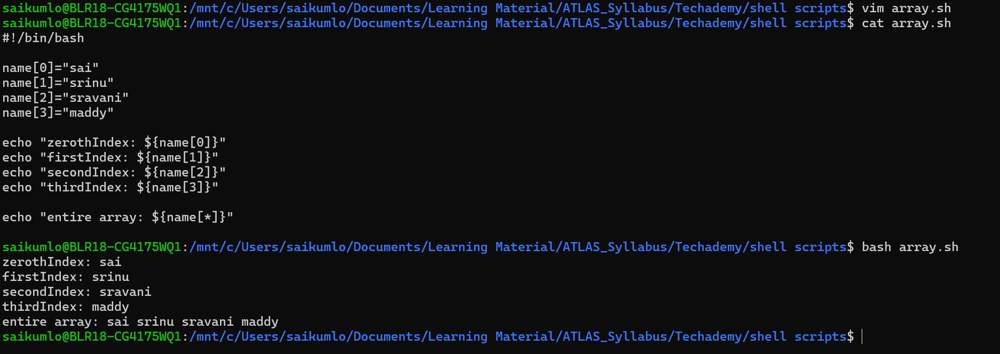 saikumlo@BLR18-CG4175WQ1:/mnt/c/Users/saikumlo/Documents/Learning Material/ATLAS_Syllabus/Techademy/shell scripts$ vim array.sh
saikumlo@BLR18-CG4175WQ1:/mnt/c/Users/saikumlo/Documents/Learning Material/ATLAS_Syllabus/Techademy/shell scripts$ cat array.sh
#!/bin/bash

name[0]="sai"
name[1]="srinu"
name[2]="sravani"
name[3]="maddy"

echo "zerothIndex: ${name[0]}"
echo "firstIndex: ${name[1]}"
echo "secondIndex: ${name[2]}"
echo "thirdIndex: ${name[3]}"

echo "entire array: ${name[*]}"

saikumlo@BLR18-CG4175WQ1:/mnt/c/Users/saikumlo/Documents/Learning Material/ATLAS_Syllabus/Techademy/shell scripts$ bash array.sh
zerothIndex: sai
firstIndex: srinu
secondIndex: sravani
thirdIndex: maddy
entire array: sai srinu sravani maddy
saikumlo@BLR18-CG4175WQ1:/mnt/c/Users/saikumlo/Documents/Learning Material/ATLAS_Syllabus/Techademy/shell scripts$